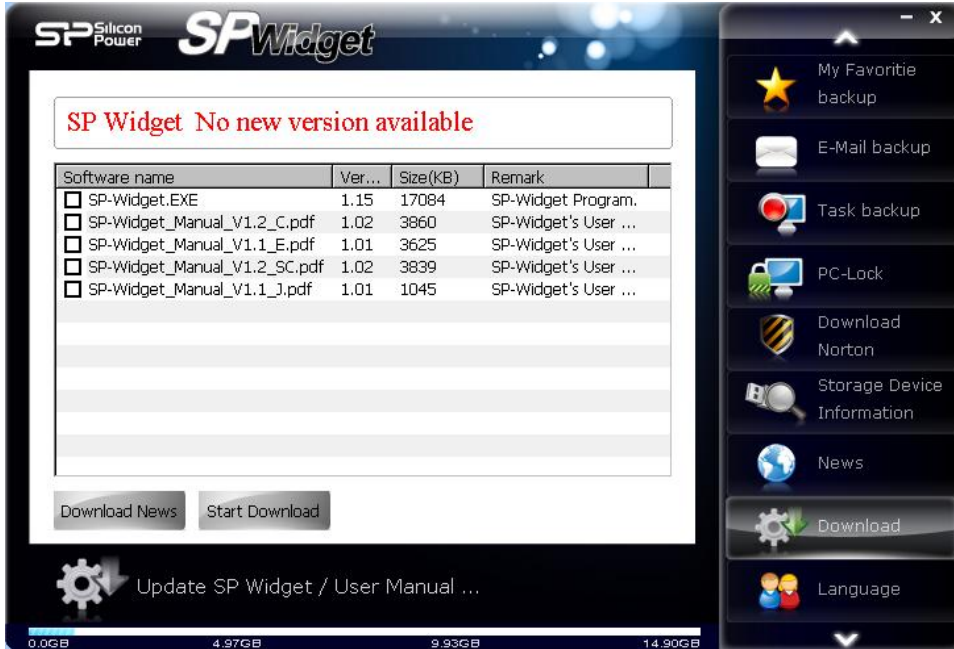 SP Silicon Power
SPWidget
SP Widget No new version available
Software name Ver... Size(KB) Remark
SP-Widget.EXE 1.15 17084 SP-Widget Program.
SP-Widget_Manual_V1.2_C.pdf 1.02 3860 SP-Widget's User ...
SP-Widget_Manual_V1.1_E.pdf 1.01 3625 SP-Widget's User ...
SP-Widget_Manual_V1.2_SC.pdf 1.02 3839 SP-Widget's User ...
SP-Widget_Manual_V1.1_J.pdf 1.01 1045 SP-Widget's User ...
Download News Start Download
Update SP Widget / User Manual ...
0.0GB 4.97GB 9.93GB 14.90GB
My Favoritie
backup
E-Mail backup
Task backup
PC-Lock
Download
Norton
Storage Device
Information
News
Download
Language